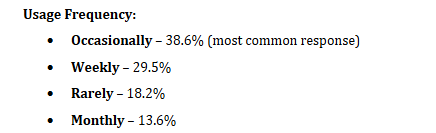 Usage Frequency:
• Occasionally – 38.6% (most common response)
• Weekly – 29.5%
• Rarely – 18.2%
• Monthly – 13.6%